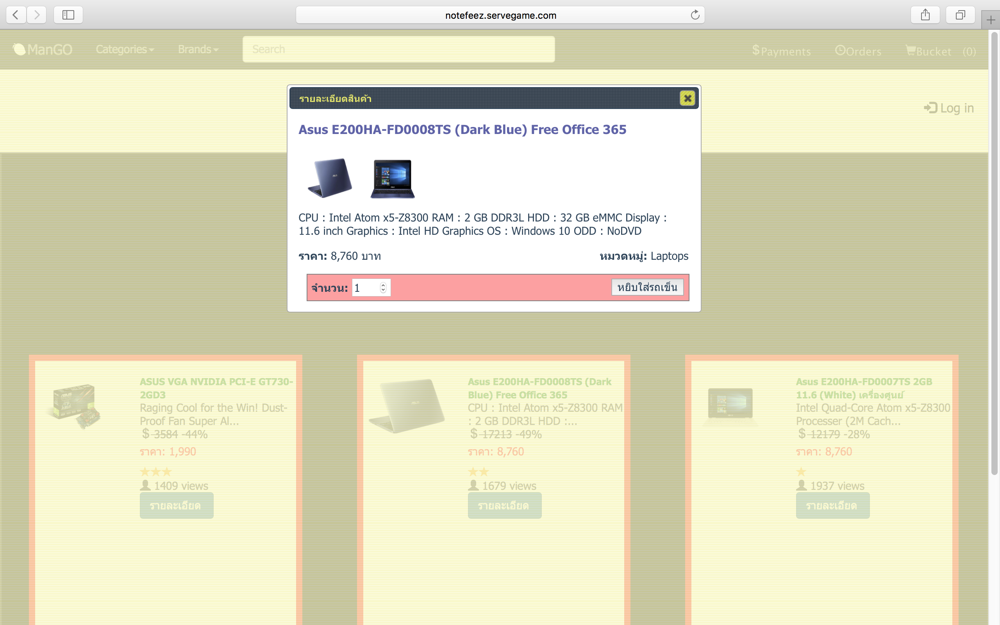 notefeez.servegame.com
ManGO Categories Brands Search $Payments Orders Bucket (0)
Log in
รายละเอียดสินค้า
Asus E200HA-FD0008TS (Dark Blue) Free Office 365
CPU : Intel Atom x5-Z8300 RAM : 2 GB DDR3L HDD : 32 GB eMMC Display :
11.6 inch Graphics : Intel HD Graphics OS : Windows 10 ODD : NoDVD
ราคา: 8,760 บาท หมวดหมู่: Laptops
จำนวน: 1 หยิบใส่รถเข็น
ASUS VGA NVIDIA PCI-E GT730-
2GD3
Raging Cool for the Win! Dust-
Proof Fan Super Al...
$ 3584 -44%
ราคา: 1,990
★★★
1409 views
รายละเอียด
Asus E200HA-FD0008TS (Dark
Blue) Free Office 365
CPU : Intel Atom x5-Z8300 RAM
: 2 GB DDR3L HDD :...
$ 17213 -49%
ราคา: 8,760
★★
1679 views
รายละเอียด
Asus E200HA-FD0007TS 2GB
11.6 (White) เครื่องศูนย์
Intel Quad-Core Atom x5-Z8300
Processer (2M Cach...
$ 12179 -28%
ราคา: 8,760
★
1937 views
รายละเอียด